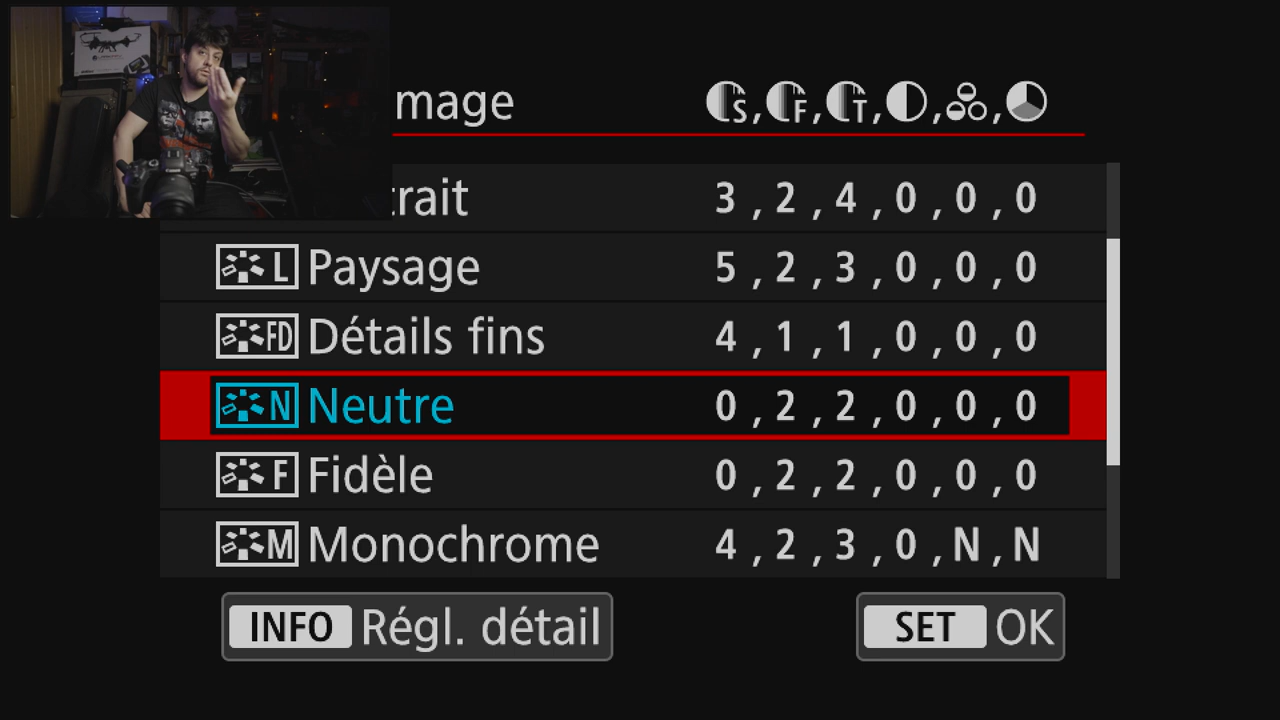 mage S, F, T, , ,
trait 3 , 2 , 4 , 0 , 0 , 0
L Paysage 5 , 2 , 3 , 0 , 0 , 0
FD Détails fins 4 , 1 , 1 , 0 , 0 , 0
N Neutre 0 , 2 , 2 , 0 , 0 , 0
F Fidèle 0 , 2 , 2 , 0 , 0 , 0
M Monochrome 4 , 2 , 3 , 0 , N , N
INFO Régl. détail SET OK